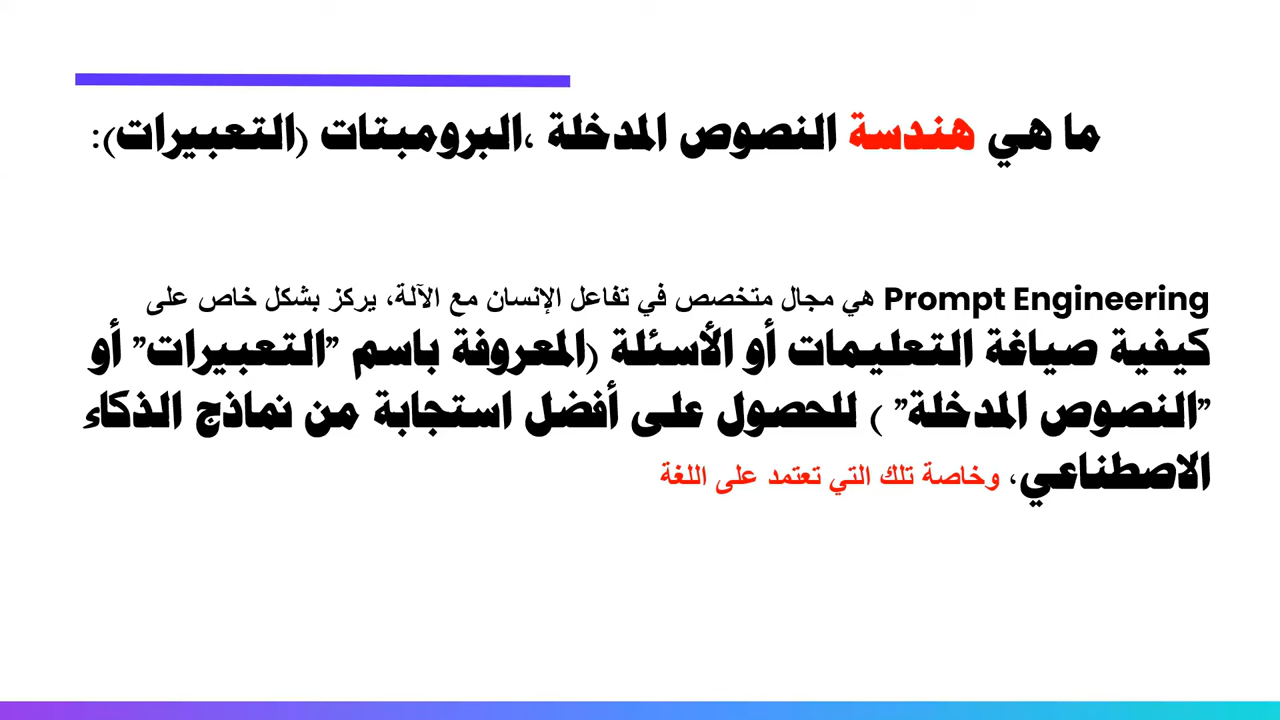 ما هي هندسة النصوص المدخلة ،البرومبتات (التعبيرات):
Prompt Engineering هي مجال متخصص في تفاعل الإنسان مع الآلة، يركز بشكل خاص على
كيفية صياغة التعليمات أو الأسئلة (المعروفة باسم "التعبيرات" أو
"النصوص المدخلة" ) للحصول على أفضل استجابة من نماذج الذكاء
الاصطناعي، وخاصة تلك التي تعتمد على اللغة